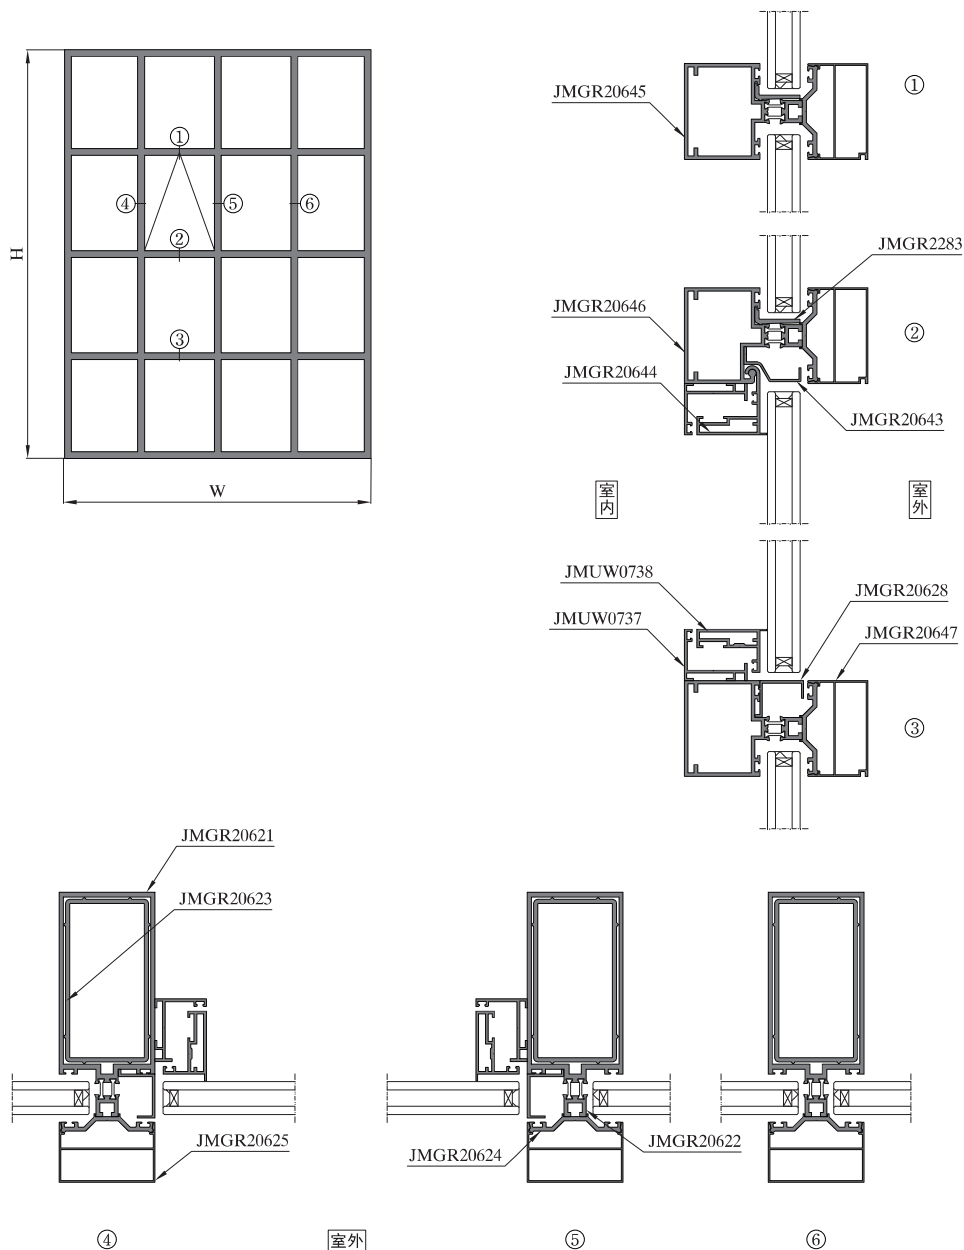 ①
④
⑤
⑥
②
③
H
W
JMGR20645
①
JMGR2283
JMGR20646
②
JMGR20644
JMGR20643
室内
室外
JMUW0738
JMGR20628
JMUW0737
JMGR20647
③
JMGR20621
JMGR20623
JMGR20625
JMGR20624
JMGR20622
④
室外
⑤
⑥